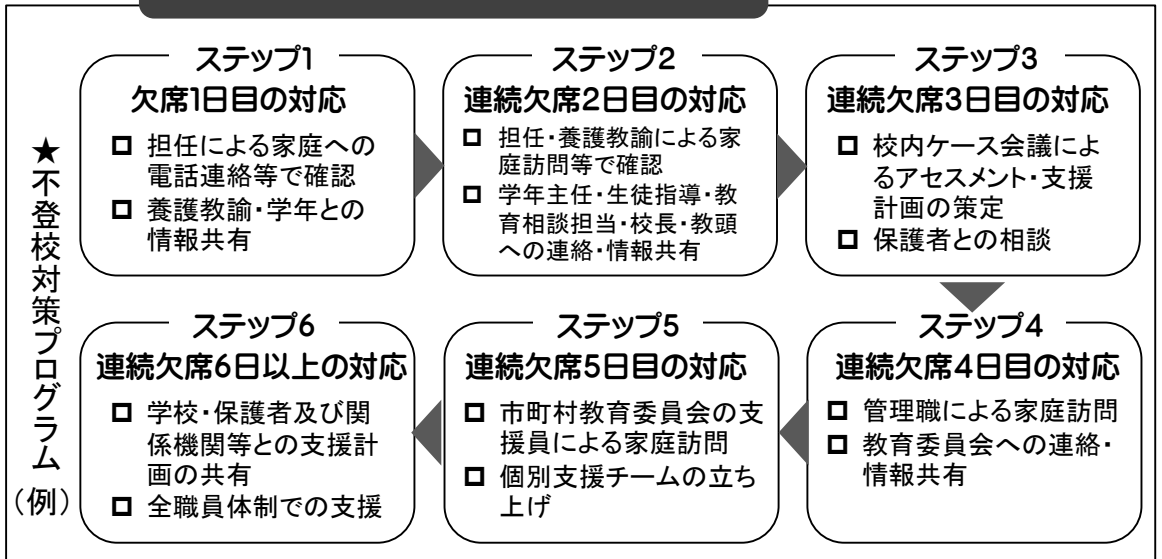 ★不登校対策プログラム
(例)
ステップ1
欠席1日目の対応
担任による家庭への
電話連絡等で確認
養護教諭・学年との
情報共有
ステップ2
連続欠席2日目の対応
担任・養護教諭による家
庭訪問等で確認
学年主任・生徒指導・教
育相談担当・校長・教頭
への連絡・情報共有
ステップ3
連続欠席3日目の対応
校内ケース会議によ
るアセスメント・支援
計画の策定
保護者との相談
ステップ4
連続欠席4日目の対応
管理職による家庭訪問
教育委員会への連絡・
情報共有
ステップ5
連続欠席5日目の対応
市町村教育委員会の支
援員による家庭訪問
個別支援チームの立ち
上げ
ステップ6
連続欠席6日以上の対応
学校・保護者及び関
係機関等との支援計
画の共有
全職員体制での支援